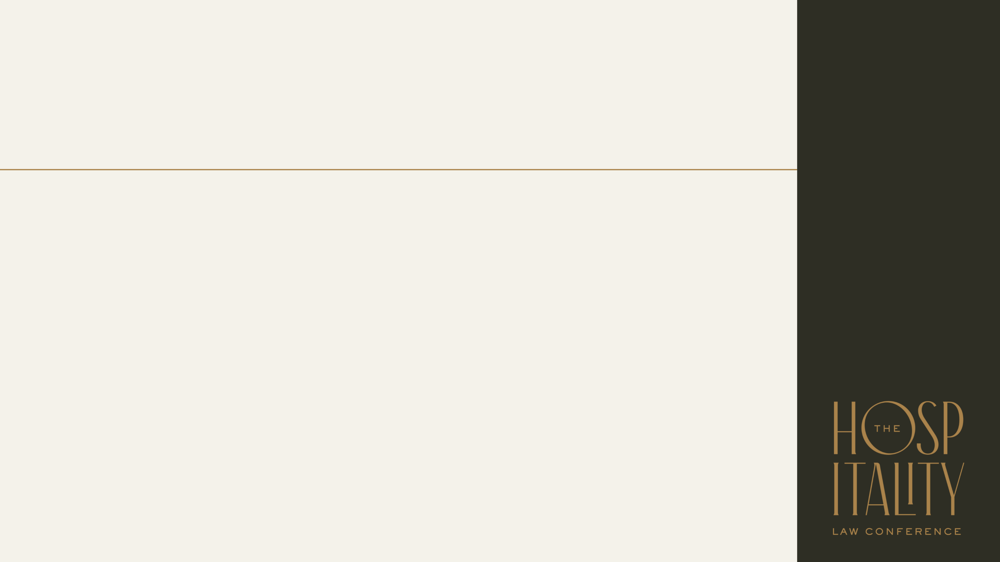 THE
HOSP
ITALITY
LAW CONFERENCE